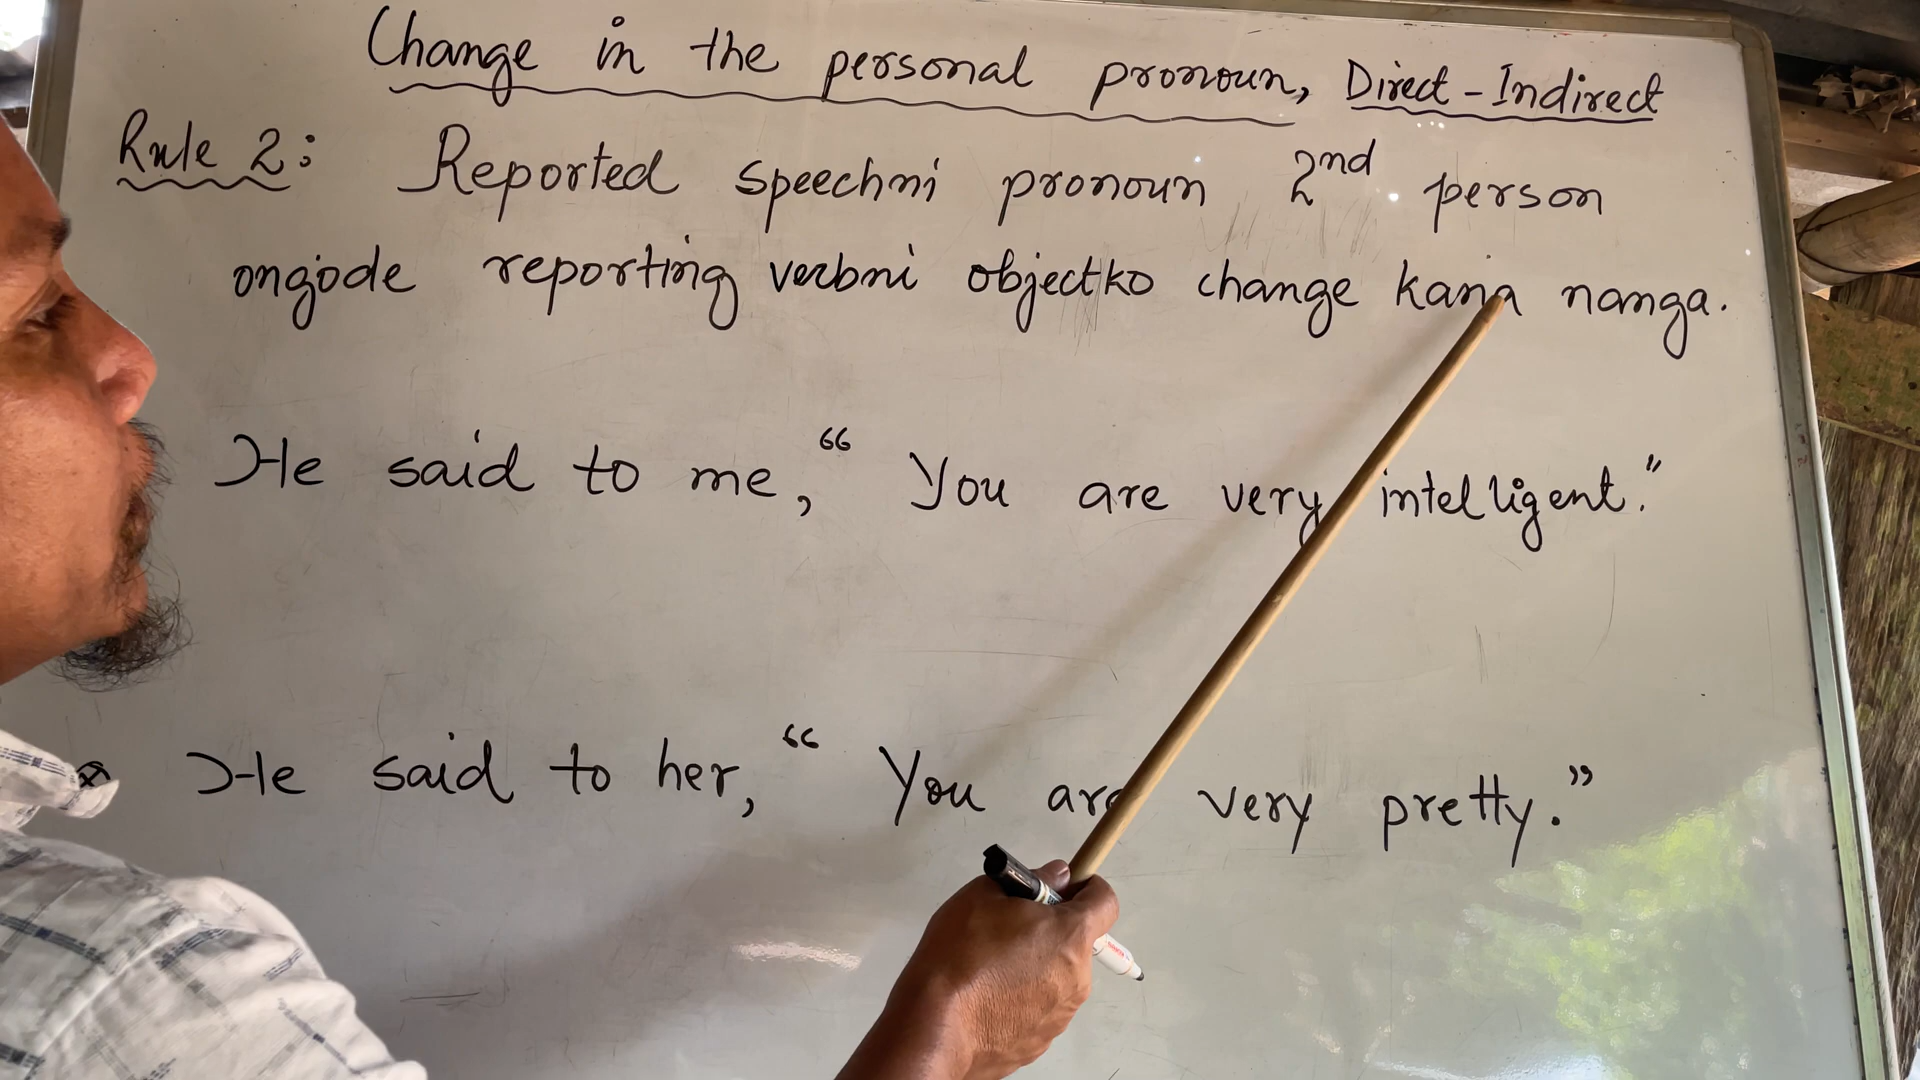 Change in the personal pronoun, Direct-Indirect
Rule 2: Reported speechni pronoun 2nd person
ongjode reporting verbni objectko change kana nanga.
He said to me, “ You are very intelligent.”
He said to her, “ You are very pretty.”